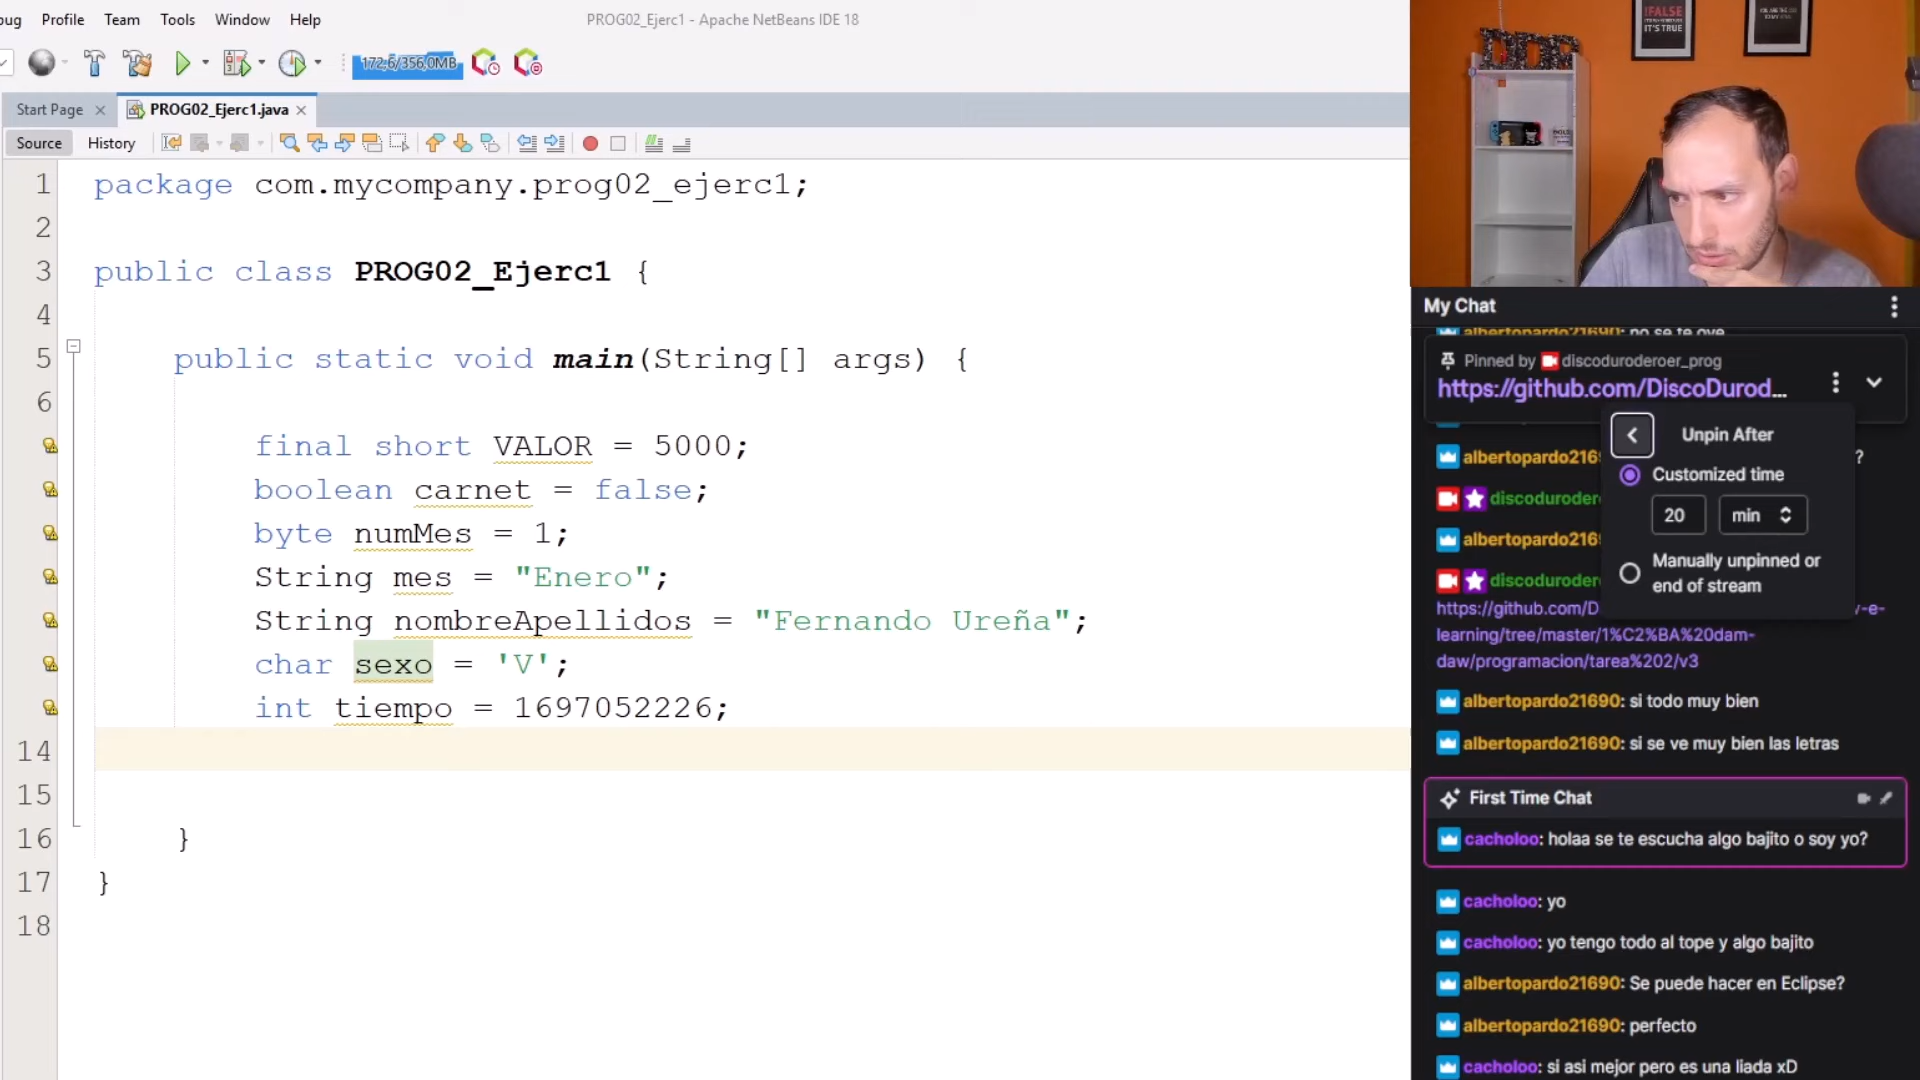 bug Profile Team Tools Window Help
PROG02_Ejerc1 - Apache NetBeans IDE 18
172,6/356,0MB
Start Page PROG02_Ejerc1.java
Source History
1 package com.mycompany.prog02_ejerc1;
2
3 public class PROG02_Ejerc1 {
4
5 public static void main(String[] args) {
6
final short VALOR = 5000;
boolean carnet = false;
byte numMes = 1;
String mes = "Enero";
String nombreApellidos = "Fernando Ureña";
char sexo = 'V';
int tiempo = 1697052226;
14
15
16 }
17 }
18
!FALSE
IT'S TRUE
My Chat
albertopardo21690: no se te oye
Pinned by discoduroderoer_prog
https://github.com/DiscoDurod...
Unpin After
Customized time
20 min
Manually unpinned or
end of stream
albertopardo216 ?
discoduroder
albertopardo216
discoduroder
https://github.com/D v-e-
learning/tree/master/1%C2%BA%20dam-
daw/programacion/tarea%202/v3
albertopardo21690: si todo muy bien
albertopardo21690: si se ve muy bien las letras
First Time Chat
cacholoo: holaa se te escucha algo bajito o soy yo?
cacholoo: yo
cacholoo: yo tengo todo al tope y algo bajito
albertopardo21690: Se puede hacer en Eclipse?
albertopardo21690: perfecto
cacholoo: si asi mejor pero es una liada xD